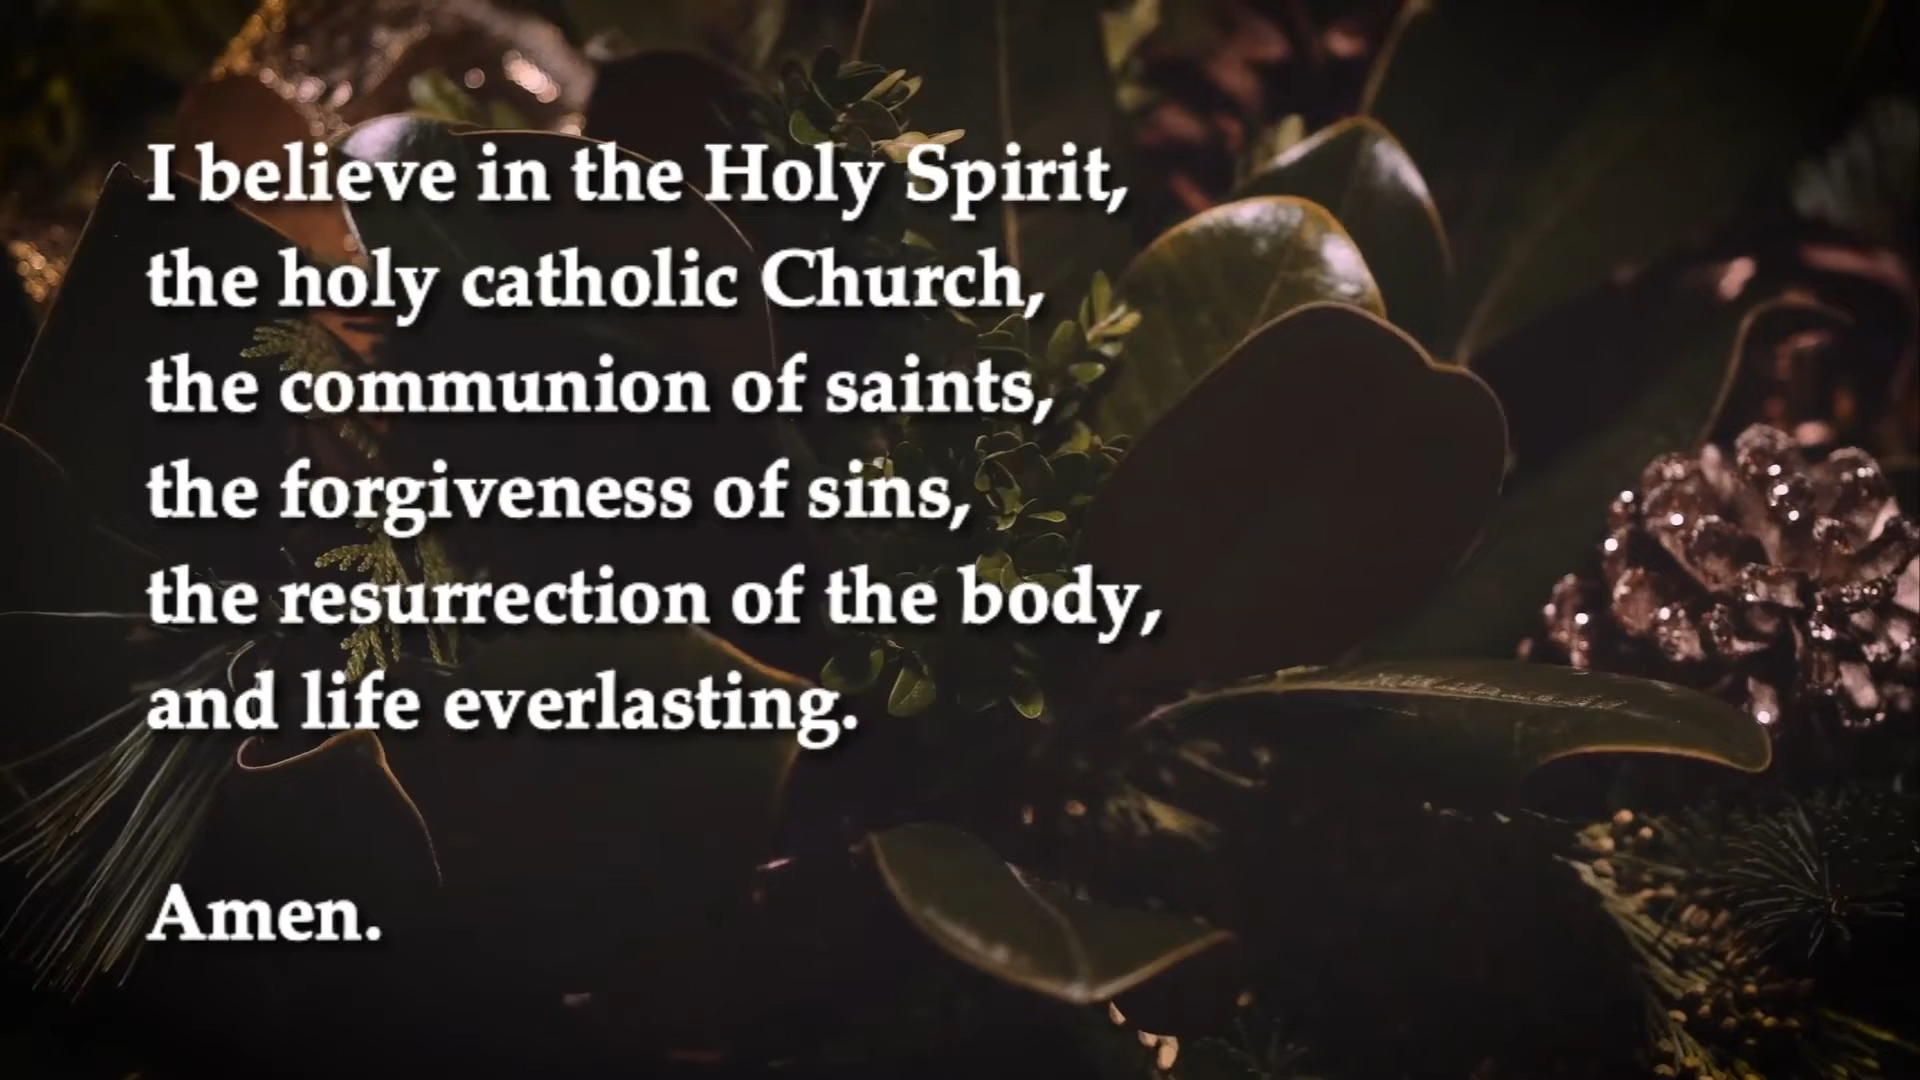 I believe in the Holy Spirit,
the holy catholic Church,
the communion of saints,
the forgiveness of sins,
the resurrection of the body,
and life everlasting.
Amen.